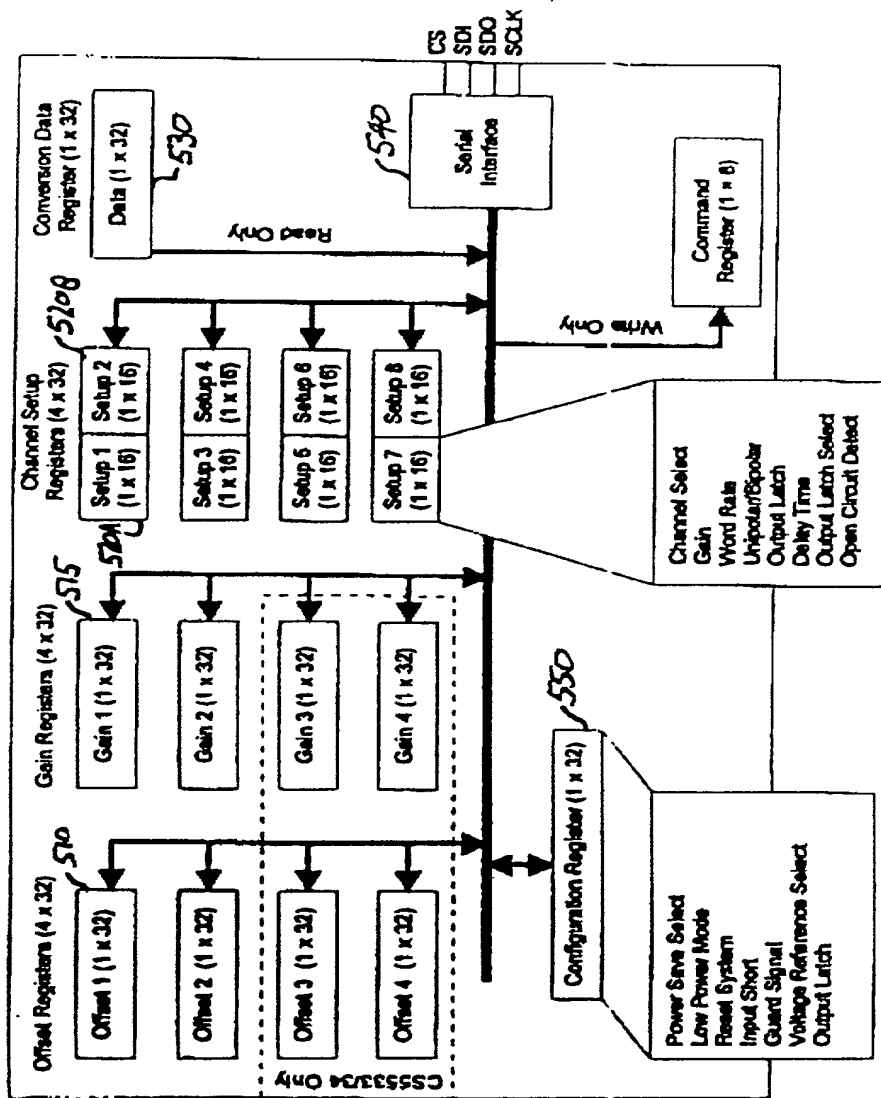 Offset Registers (4 x 32)
510
Offset 1 (1 x 32)
Offset 2 (1 x 32)
Offset 3 (1 x 32)
Offset 4 (1 x 32)
CS5533/34 Only
Gain Registers (4 x 32)
515
Gain 1 (1 x 32)
Gain 2 (1 x 32)
Gain 3 (1 x 32)
Gain 4 (1 x 32)
Channel Setup
Registers (4 x 32)
520A
520B
Setup 1
(1 x 16)
Setup 2
(1 x 16)
Setup 3
(1 x 16)
Setup 4
(1 x 16)
Setup 5
(1 x 16)
Setup 6
(1 x 16)
Setup 7
(1 x 16)
Setup 8
(1 x 16)
Conversion Data
Register (1 x 32)
Data (1 x 32)
530
Read Only
540
Serial
Interface
CS
SDI
SDO
SCLK
Write Only
Command
Register (1 × 8)
550
Configuration Register (1 x 32)
Power Save Select
Low Power Mode
Reset System
Input Short
Guard Signal
Voltage Reference Select
Output Latch
Channel Select
Gain
Word Rate
Unipolar/Bipolar
Output Latch
Delay Time
Output Latch Select
Open Circuit Detect